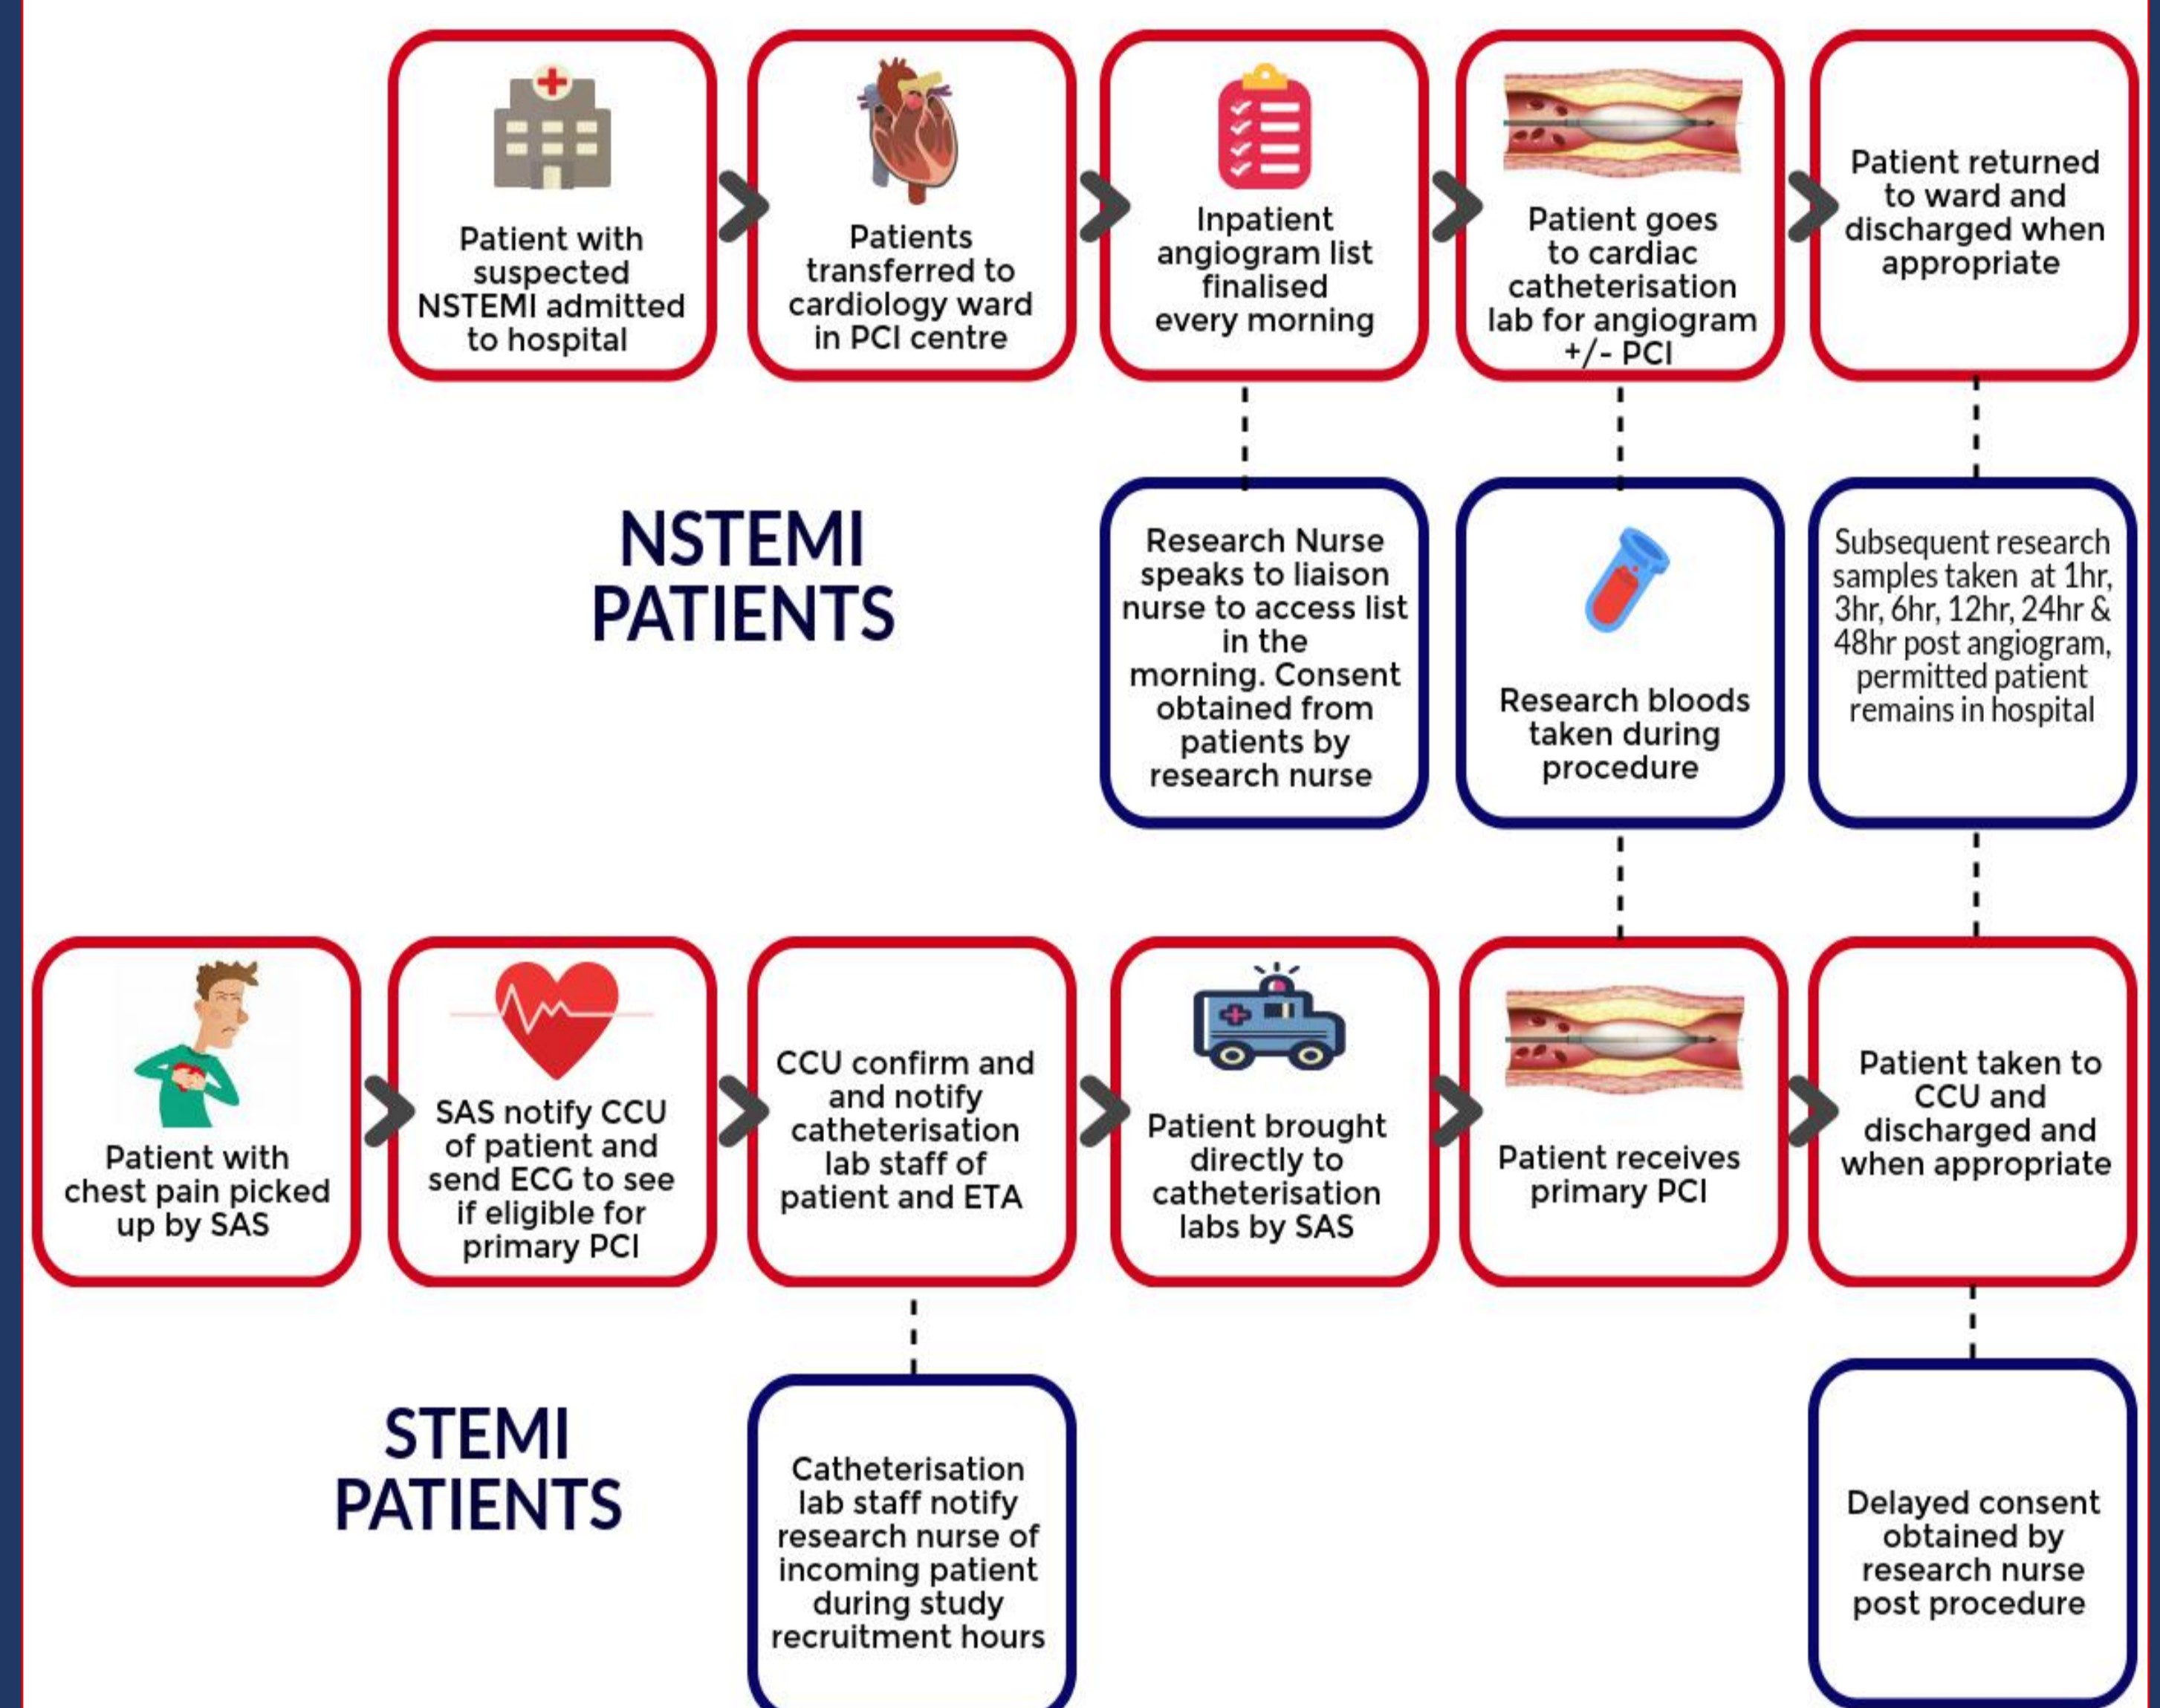 Patient with
suspected
NSTEMI admitted
to hospital
Patients
transferred to
cardiology ward
in PCI centre
Inpatient
angiogram list
finalised
every morning
Patient goes
to cardiac
catheterisation
lab for angiogram
+/- PCI
Patient returned
to ward and
discharged when
appropriate
NSTEMI
PATIENTS
Research Nurse
speaks to liaison
nurse to access list
in the
morning. Consent
obtained from
patients by
research nurse
Research bloods
taken during
procedure
Subsequent research
samples taken at 1hr,
3hr, 6hr, 12hr, 24hr &
48hr post angiogram,
permitted patient
remains in hospital
Patient with
chest pain picked
up by SAS
SAS notify CCU
of patient and
send ECG to see
if eligible for
primary PCI
CCU confirm and
and notify
catheterisation
lab staff of
patient and ETA
Patient brought
directly to
catheterisation
labs by SAS
Patient receives
primary PCI
Patient taken to
CCU and
discharged and
when appropriate
STEMI
PATIENTS
Catheterisation
lab staff notify
research nurse of
incoming patient
during study
recruitment hours
Delayed consent
obtained by
research nurse
post procedure